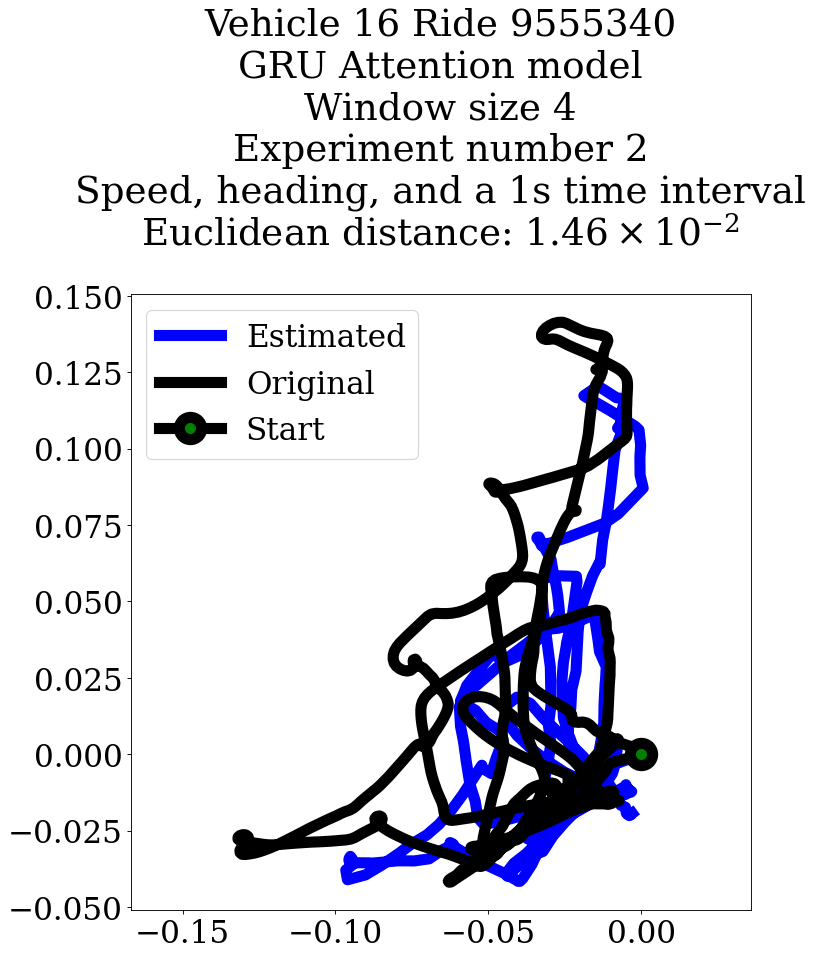 Vehicle 16 Ride 9555340
GRU Attention model
Window size 4
Experiment number 2
Speed, heading, and a 1s time interval
Euclidean distance: 1.46 × 10⁻²
0.150
Estimated
0.125
Original
Start
0.100
0.075
0.050
0.025
0.000
−0.025
−0.050
−0.15 −0.10 −0.05 0.00